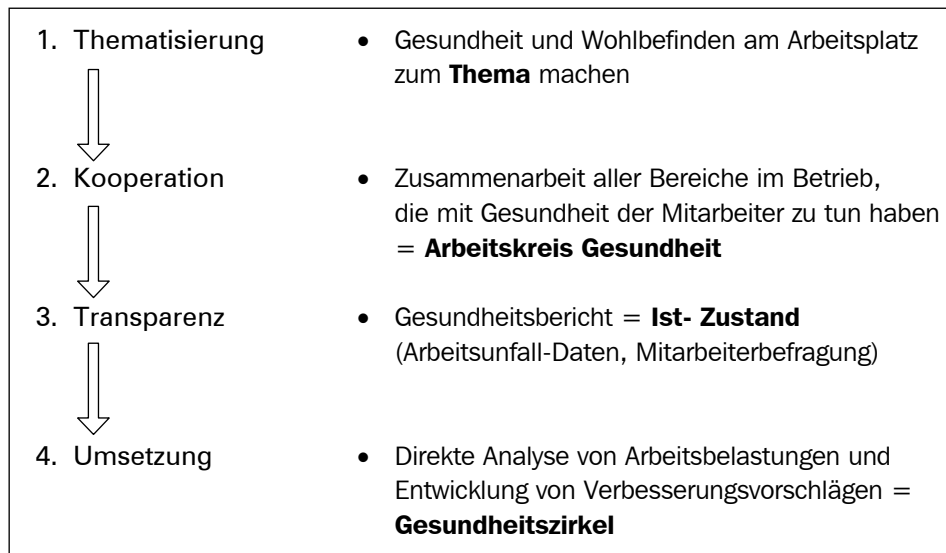 1. Thematisierung • Gesundheit und Wohlbefinden am Arbeitsplatz
zum Thema machen
2. Kooperation • Zusammenarbeit aller Bereiche im Betrieb,
die mit Gesundheit der Mitarbeiter zu tun haben
= Arbeitskreis Gesundheit
3. Transparenz • Gesundheitsbericht = Ist- Zustand
(Arbeitsunfall-Daten, Mitarbeiterbefragung)
4. Umsetzung • Direkte Analyse von Arbeitsbelastungen und
Entwicklung von Verbesserungsvorschlägen =
Gesundheitszirkel